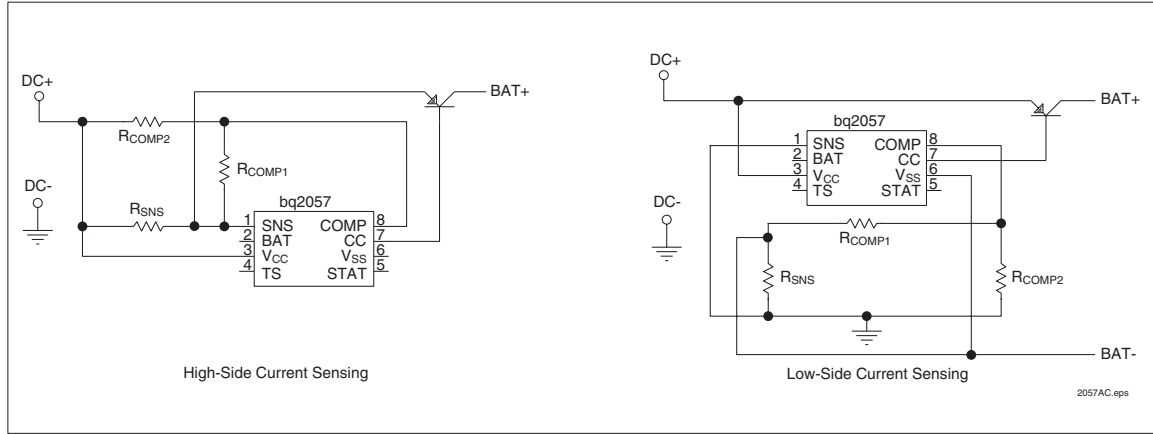 DC+
BAT+
RCOMP2
RCOMP1
DC-
RSNS
bq2057
1 SNS COMP 8
2 BAT CC 7
3 VCC VSS 6
4 TS STAT 5
High-Side Current Sensing
DC+
BAT+
bq2057
1 SNS COMP 8
2 BAT CC 7
3 VCC VSS 6
4 TS STAT 5
DC-
RCOMP1
RSNS
RCOMP2
BAT-
Low-Side Current Sensing
2057AC.eps